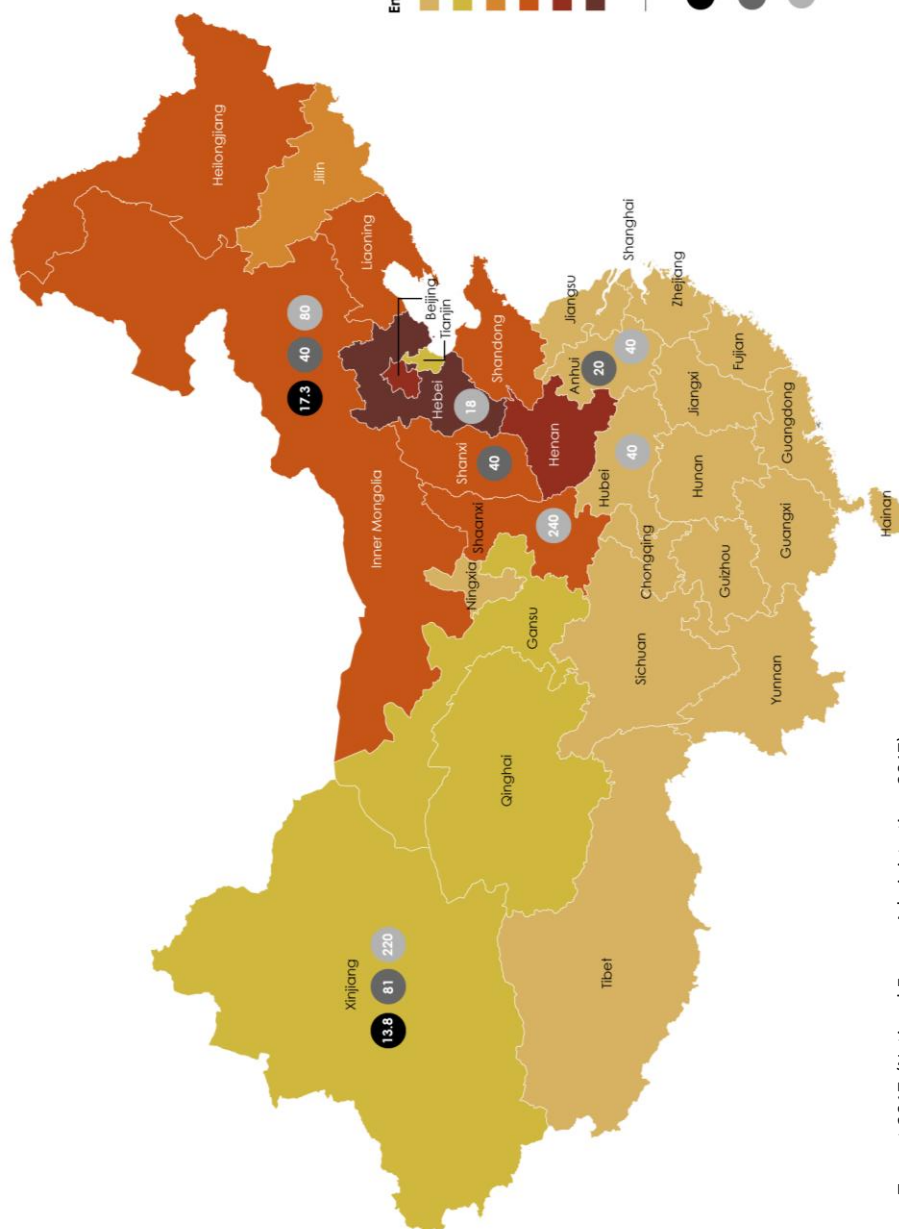 En
Heilongjiang
Jilin
Liaoning
80
40
17.3
Inner Mongolia
Beijing
Tianjin
Hebei
18
Shandong
Shanxi
40
Henan
Shaanxi
240
Ningxia
Gansu
Qinghai
Xinjiang
13.8
81
220
Tibet
Jiangsu
Shanghai
Anhui
20
40
Zhejiang
Hubei
40
Chongqing
Sichuan
Jiangxi
Fujian
Hunan
Guizhou
Guangdong
Guangxi
Yunnan
Hainan